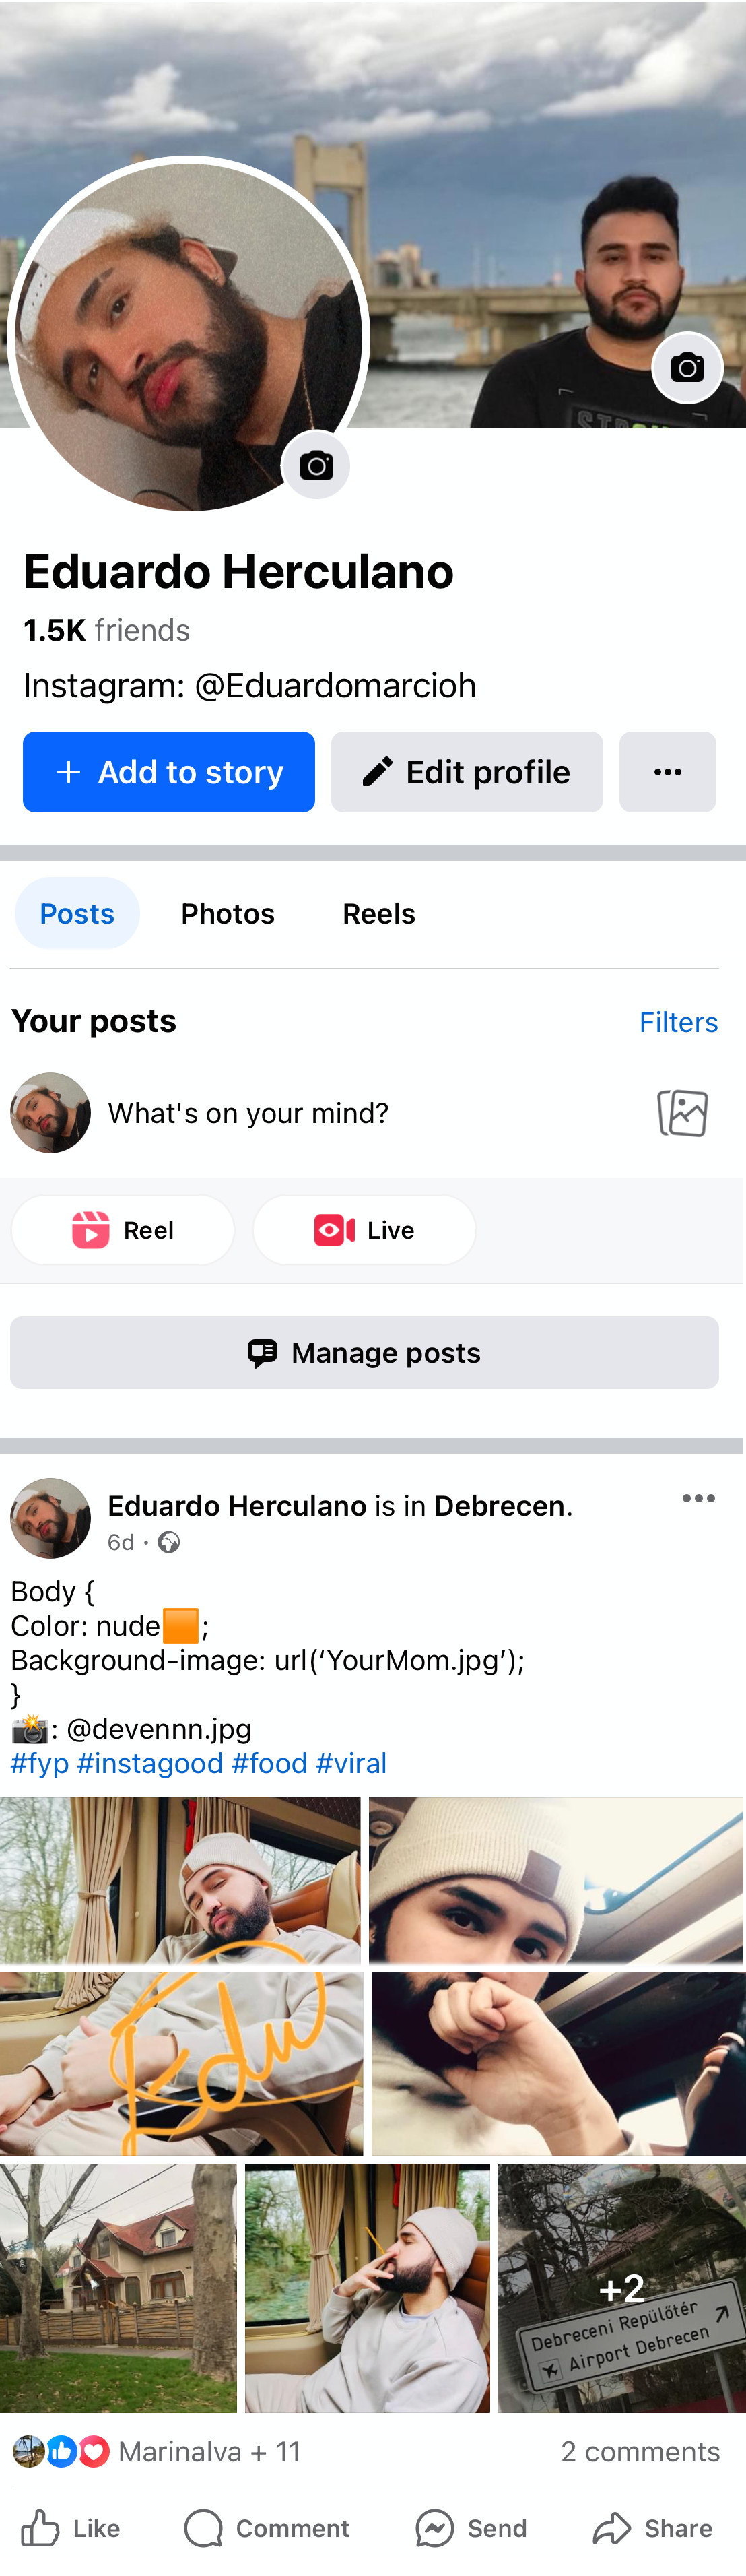 Eduardo Herculano
1.5K friends
Instagram: @Eduardomarcioh
+ Add to story
Edit profile
Posts
Photos
Reels
Your posts
Filters
What's on your mind?
Reel
Live
Manage posts
Eduardo Herculano is in Debrecen.
6d ·
Body {
Color: nude🟧;
Background-image: url(‘YourMom.jpg’);
}
📸: @devennn.jpg
#fyp #instagood #food #viral
Edu
+2
Debreceni Repülőtér
Airport Debrecen
Marinalva + 11
2 comments
Like
Comment
Send
Share